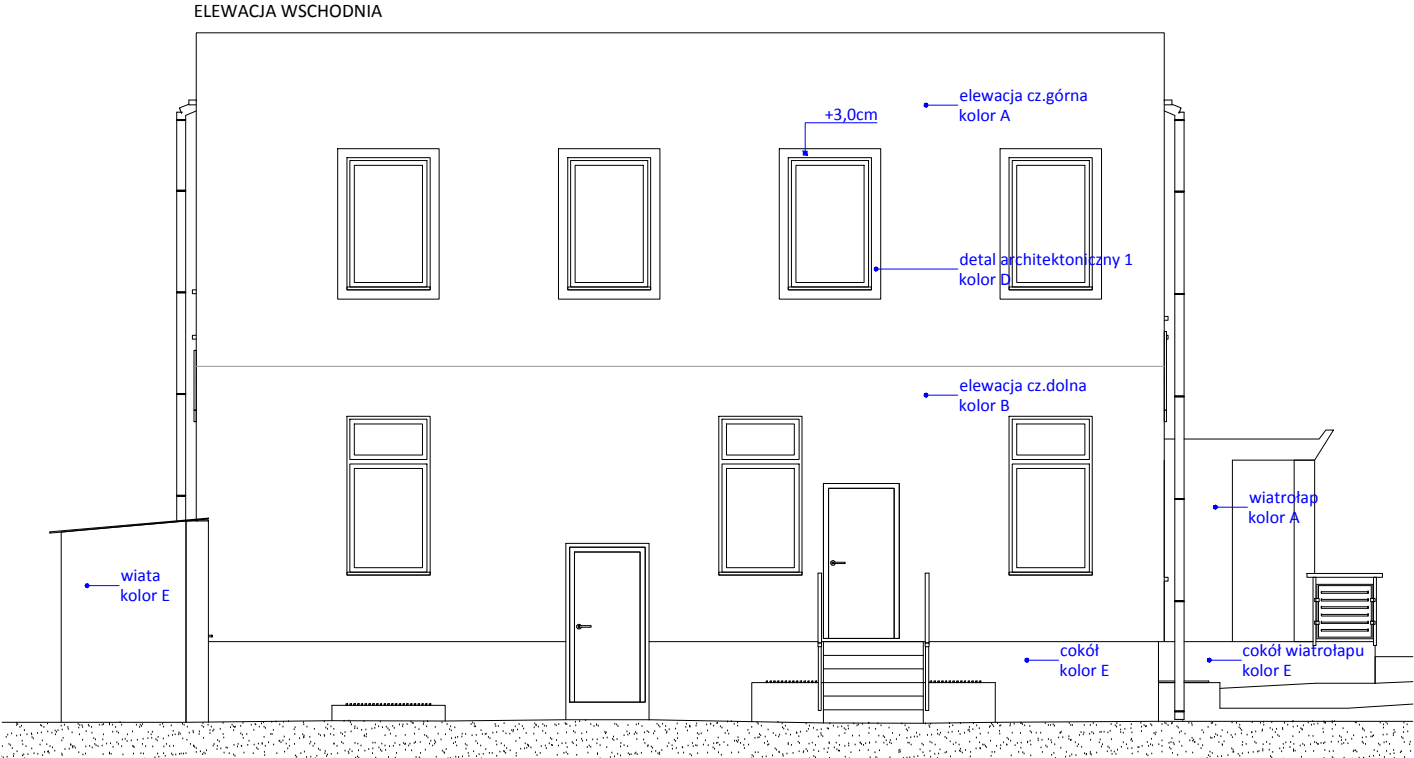 ELEWACJA WSCHODNIA
elewacja cz.górna
kolor A
+3,0cm
detal architektoniczny 1
kolor D
elewacja cz.dolna
kolor B
wiatrołap
kolor A
wiata
kolor E
cokół
kolor E
cokół wiatrołapu
kolor E